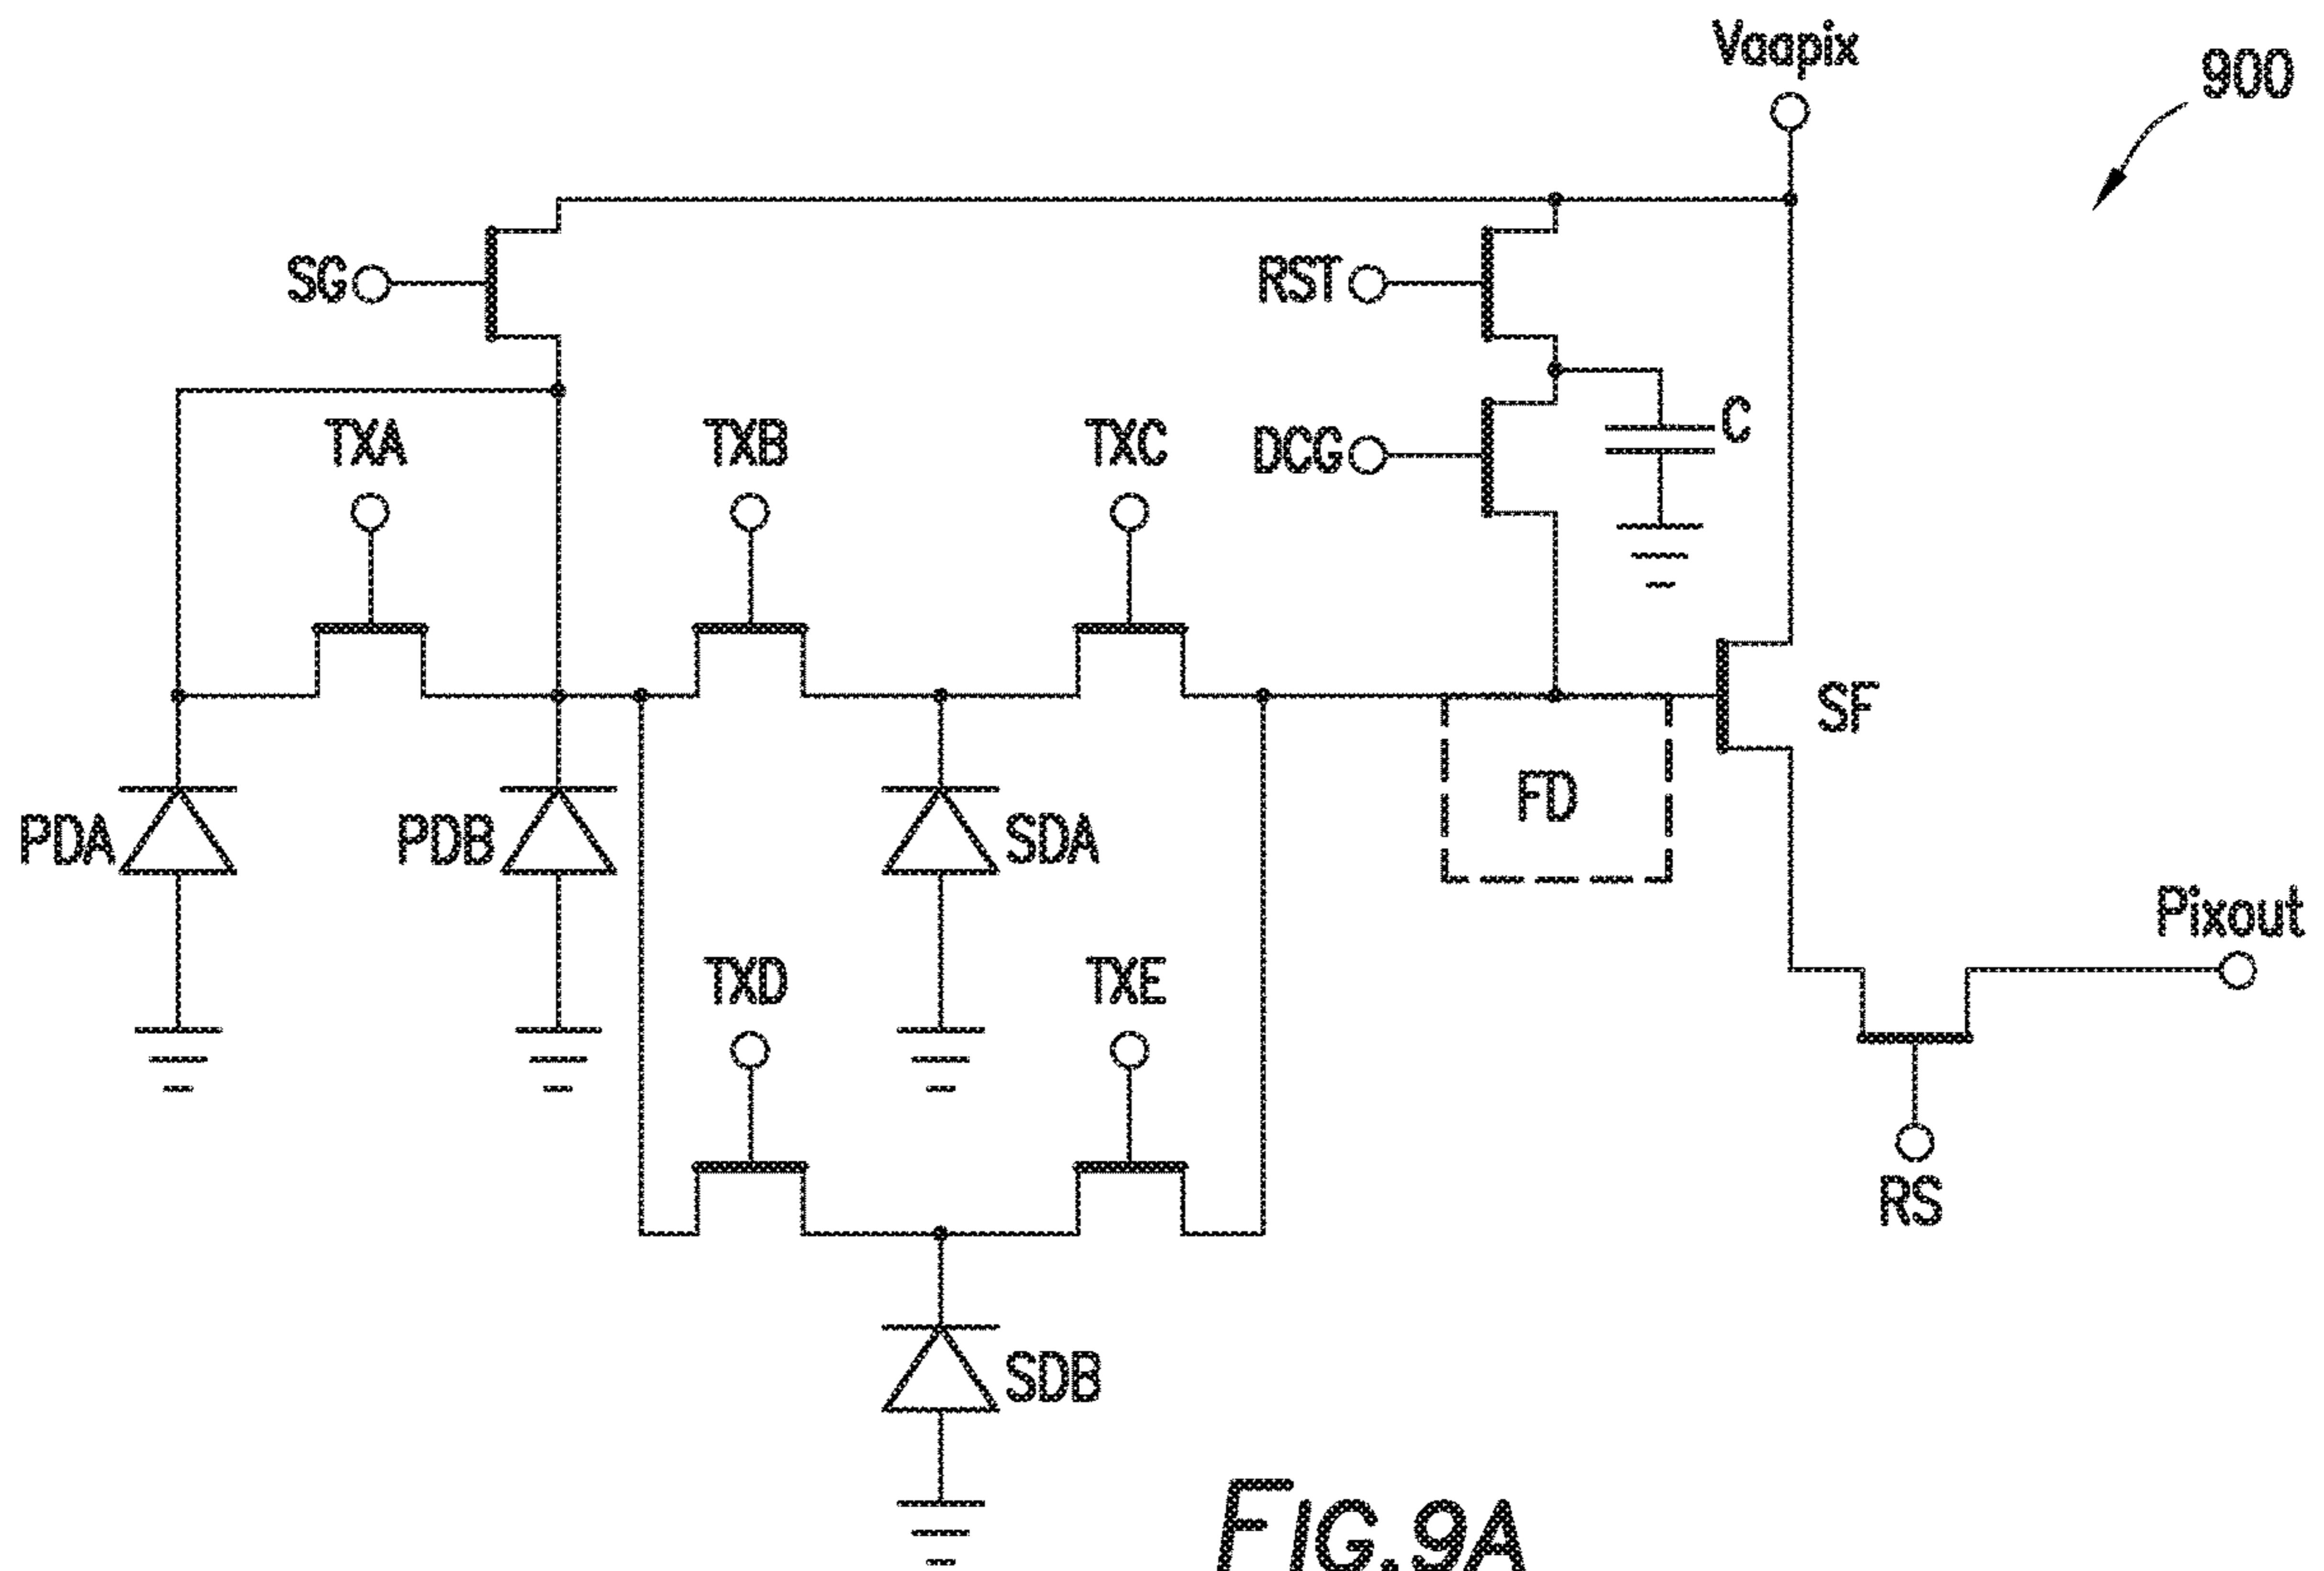 Vaapix
900
SG
RST
TXA
TXB
TXC
DCG
C
SF
PDA
PDB
SDA
FD
Pixout
TXD
TXE
RS
SDB
FIG.9A